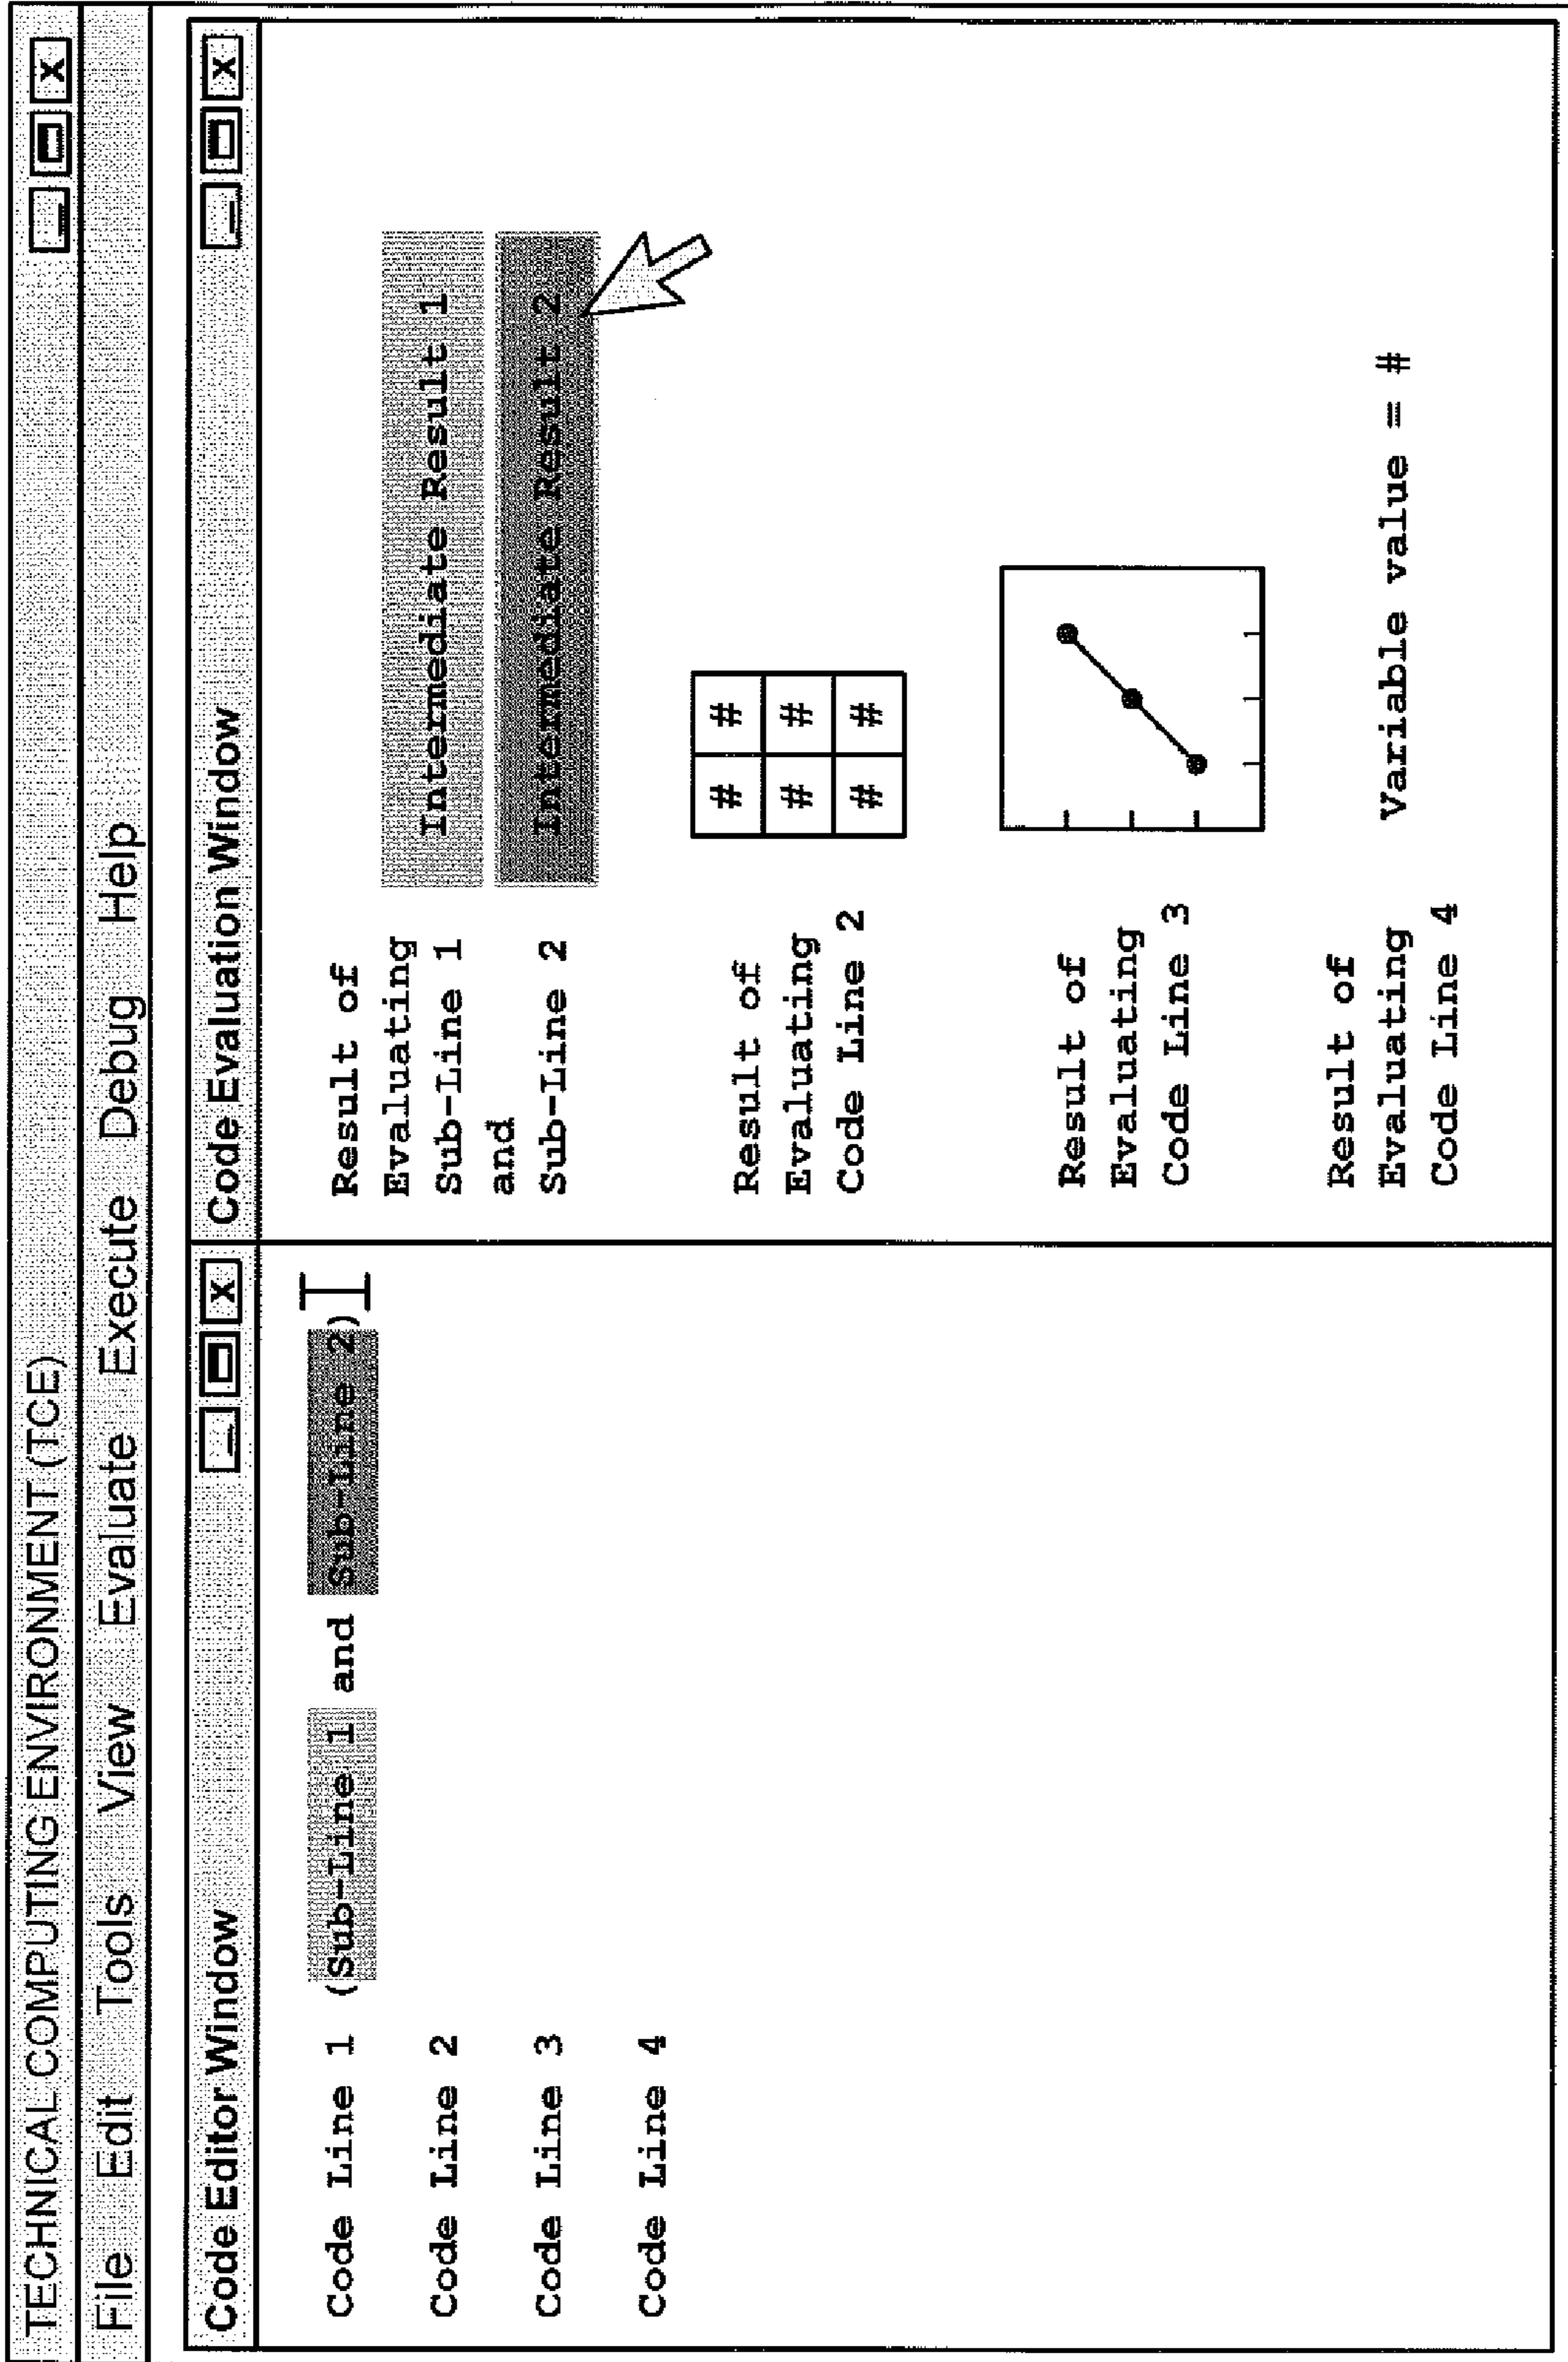 TECHNICAL COMPUTING ENVIRONMENT (TCE)
X
File Edit Tools View Evaluate Execute Debug Help
Code Editor Window
X
Code Line 1 (Sub-Line 1 and Sub-Line 2)
Code Line 2
Code Line 3
Code Line 4
Code Evaluation Window
X
Result of
Evaluating
Sub-Line 1
and
Sub-Line 2
Intermediate Result 1
Intermediate Result 2
Result of
Evaluating
Code Line 2
# #
# #
# #
Result of
Evaluating
Code Line 3
Result of
Evaluating
Code Line 4
Variable value = #